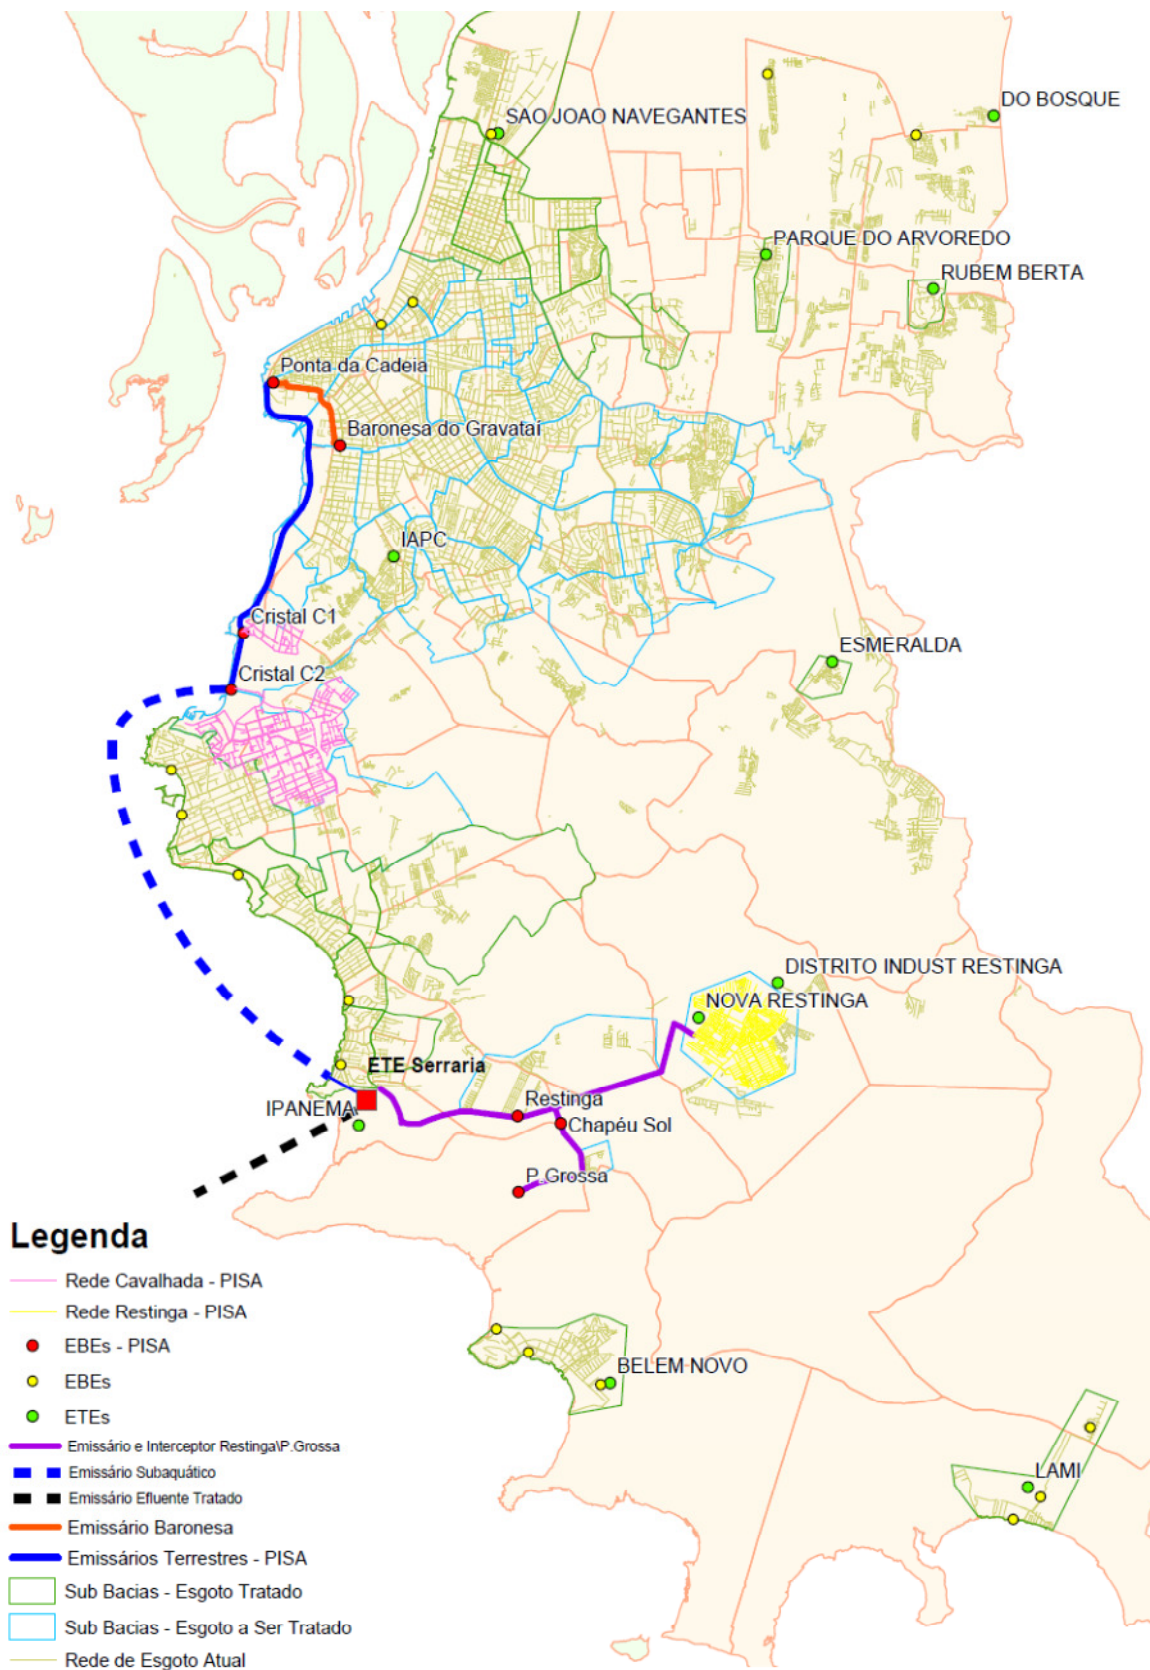 SAO JOAO NAVEGANTES
DO BOSQUE
PARQUE DO ARVOREDO
RUBEM BERTA
Ponta da Cadeia
Baronesa do Gravataí
IAPC
Cristal C1
ESMERALDA
Cristal C2
DISTRITO INDUST RESTINGA
NOVA RESTINGA
ETE Serraria
IPANEMA
Restinga
Chapéu Sol
P.Grossa
BELEM NOVO
LAMI
Legenda
Rede Cavalhada - PISA
Rede Restinga - PISA
EBEs - PISA
EBEs
ETEs
Emissário e Interceptor Restinga\P.Grossa
Emissário Subaquático
Emissário Efluente Tratado
Emissário Baronesa
Emissários Terrestres - PISA
Sub Bacias - Esgoto Tratado
Sub Bacias - Esgoto a Ser Tratado
Rede de Esgoto Atual